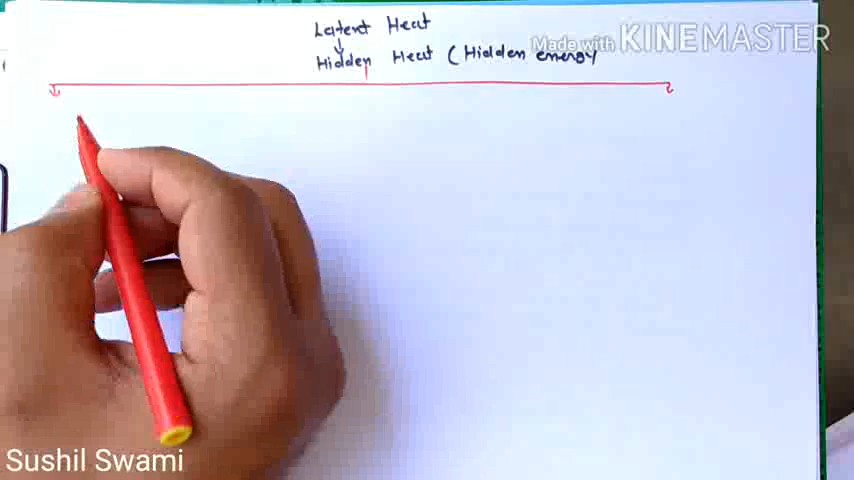 Latent Heat
Made with KINEMASTER
Hidden Heat (Hidden energy
Sushil Swami